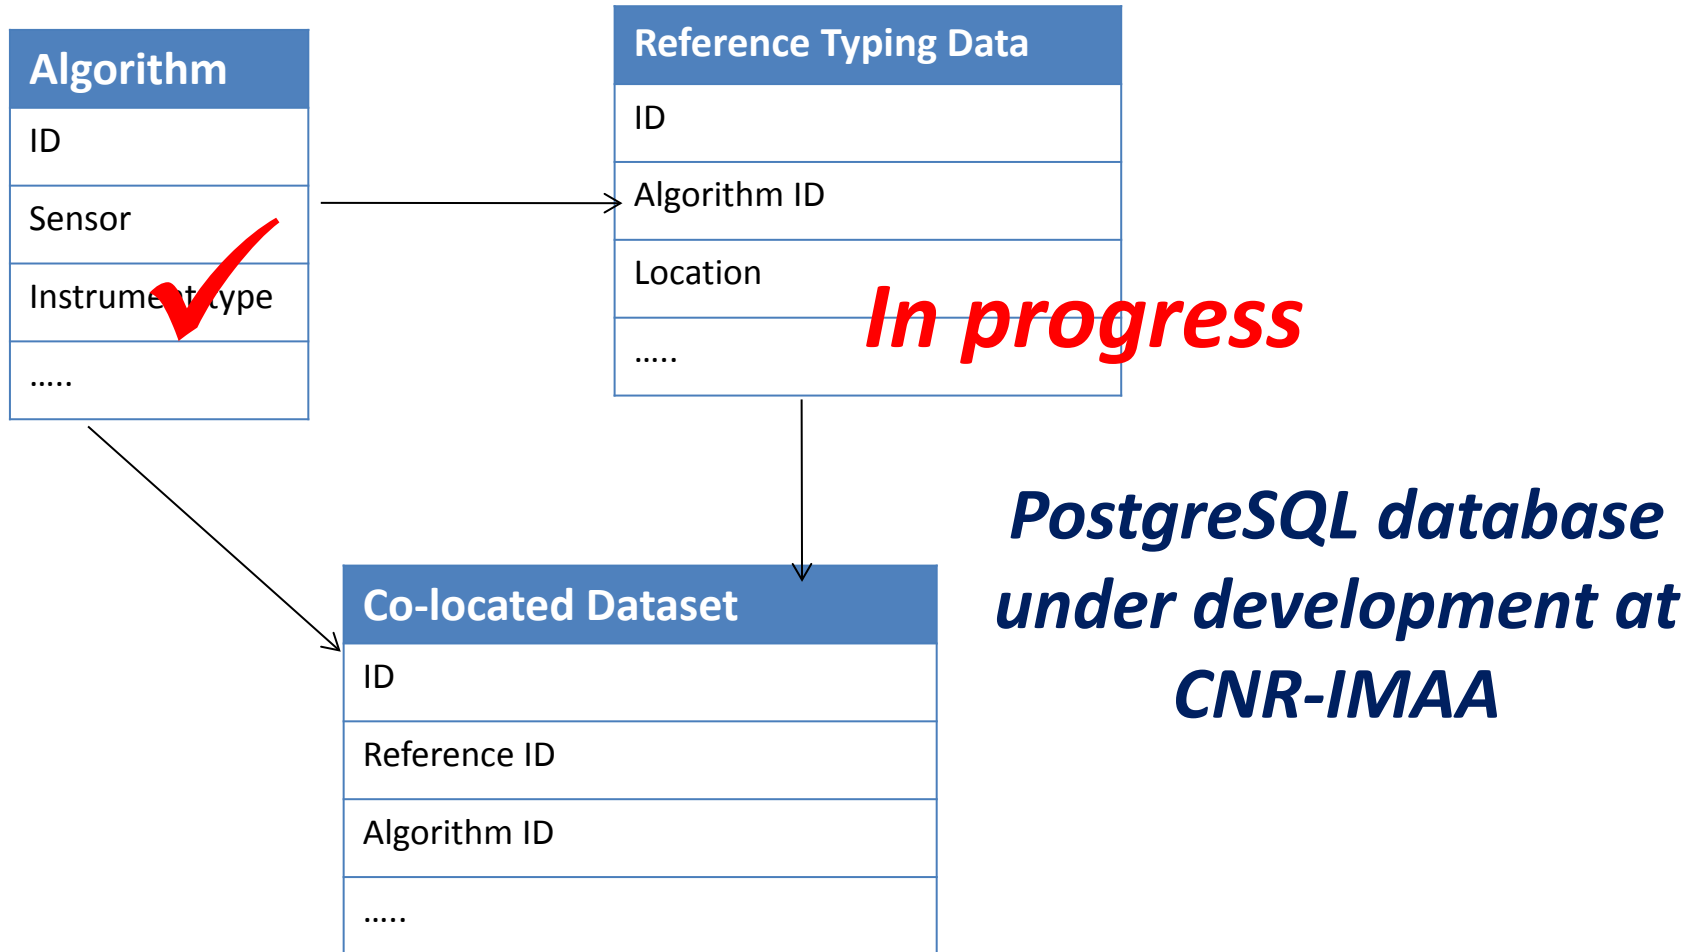 Algorithm
ID
Sensor
Instrument type
.....
Reference Typing Data
ID
Algorithm ID
Location
.....
In progress
Co-located Dataset
ID
Reference ID
Algorithm ID
.....
PostgreSQL database
under development at
CNR-IMAA